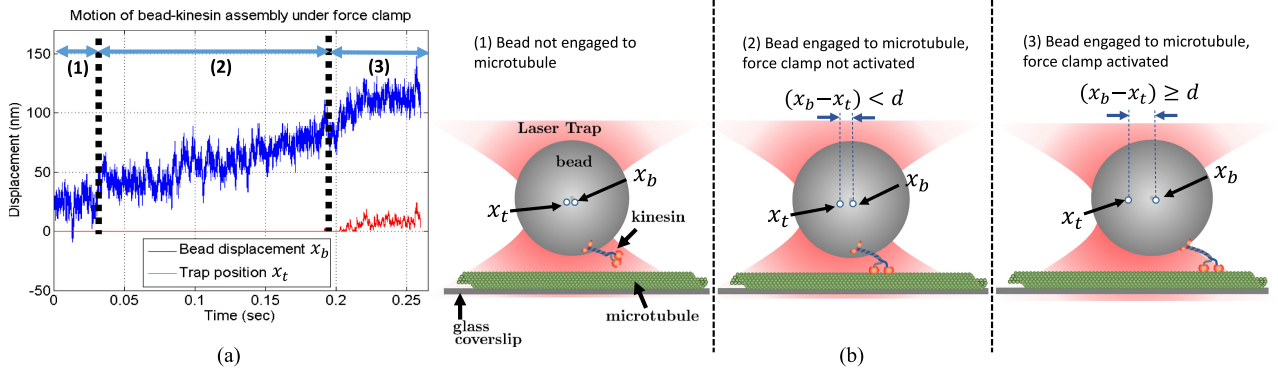 Motion of bead-kinesin assembly under force clamp
150
100
50
0
−50
Displacement (nm)
(1)
(2)
(3)
Bead displacement x_b
Trap position x_t
0
0.05
0.1
0.15
0.2
0.25
Time (sec)
(a)
(1) Bead not engaged to
microtubule
Laser Trap
bead
x_b
x_t
kinesin
microtubule
glass
coverslip
(2) Bead engaged to microtubule,
force clamp not activated
(x_b−x_t) < d
x_b
x_t
(3) Bead engaged to microtubule,
force clamp activated
(x_b−x_t) ≥ d
x_b
x_t
(b)